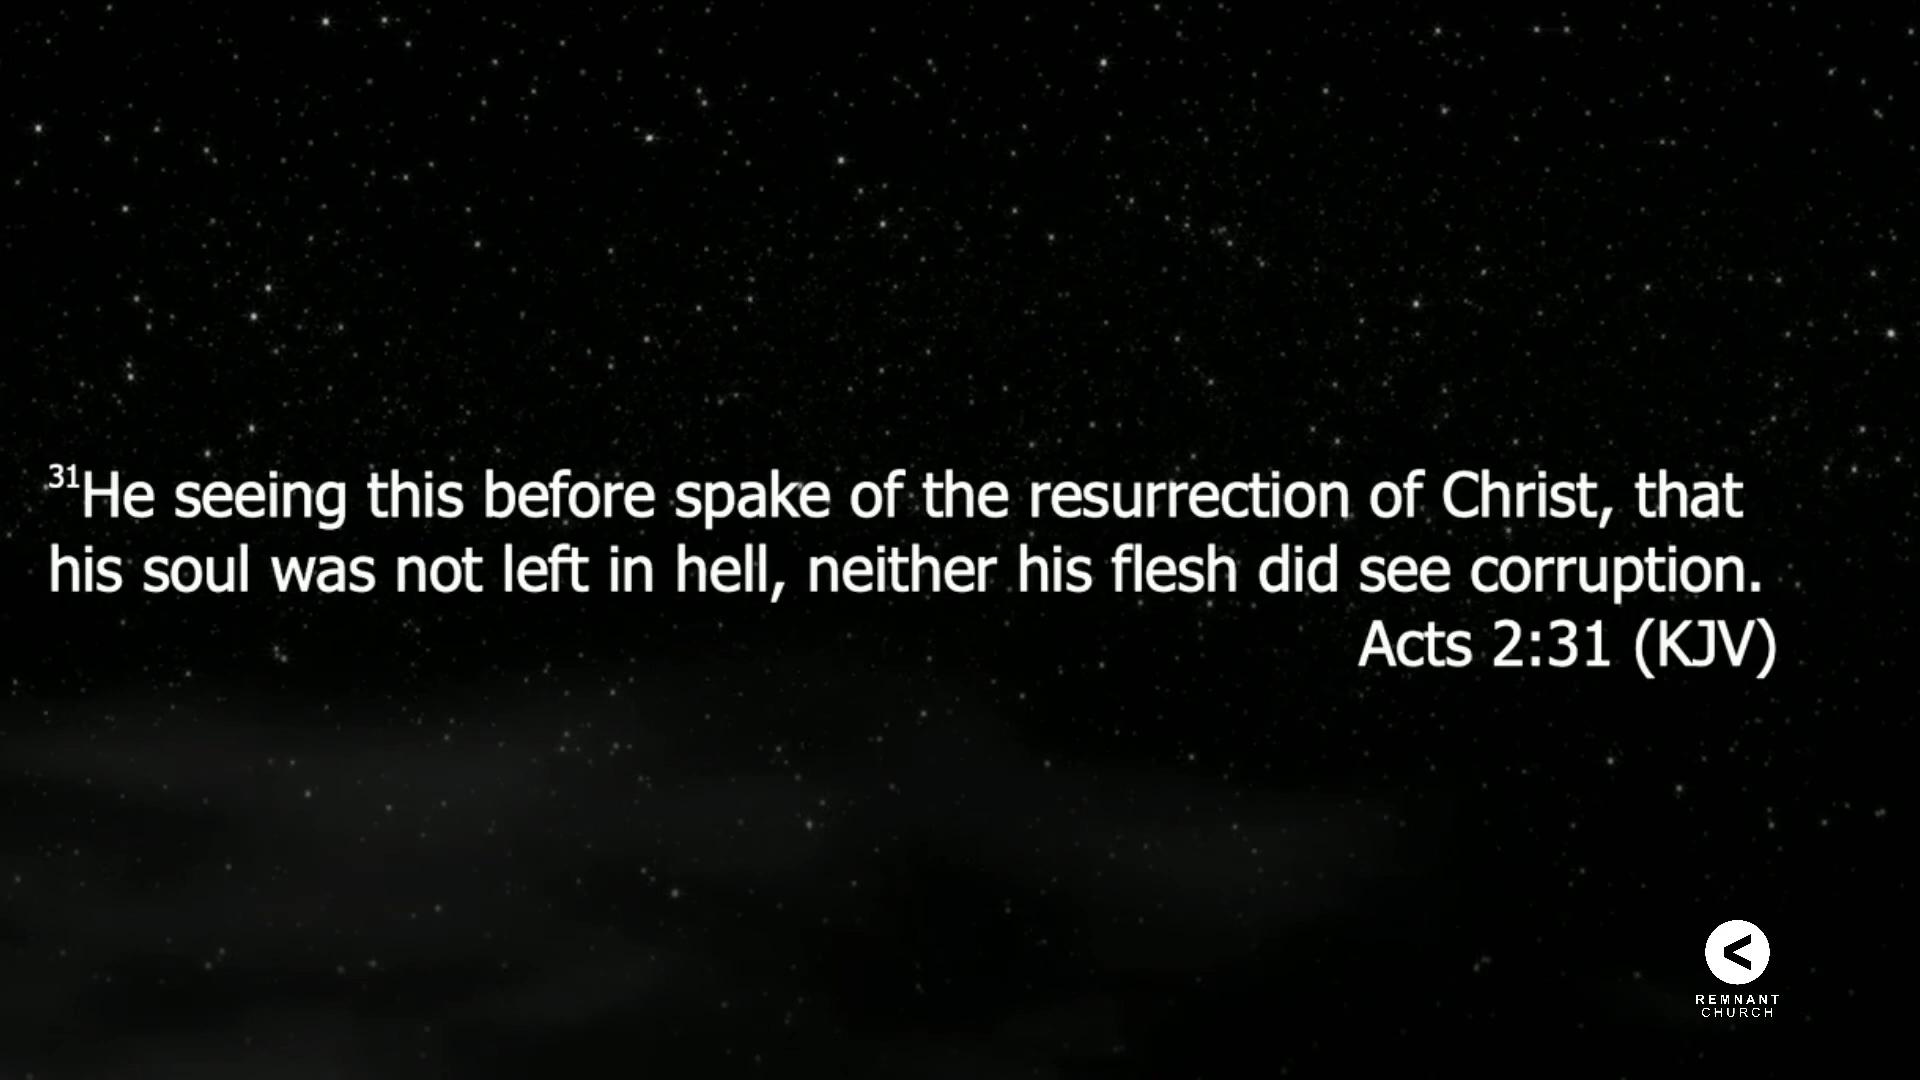 31He seeing this before spake of the resurrection of Christ, that
his soul was not left in hell, neither his flesh did see corruption.
Acts 2:31 (KJV)
REMNANT
CHURCH